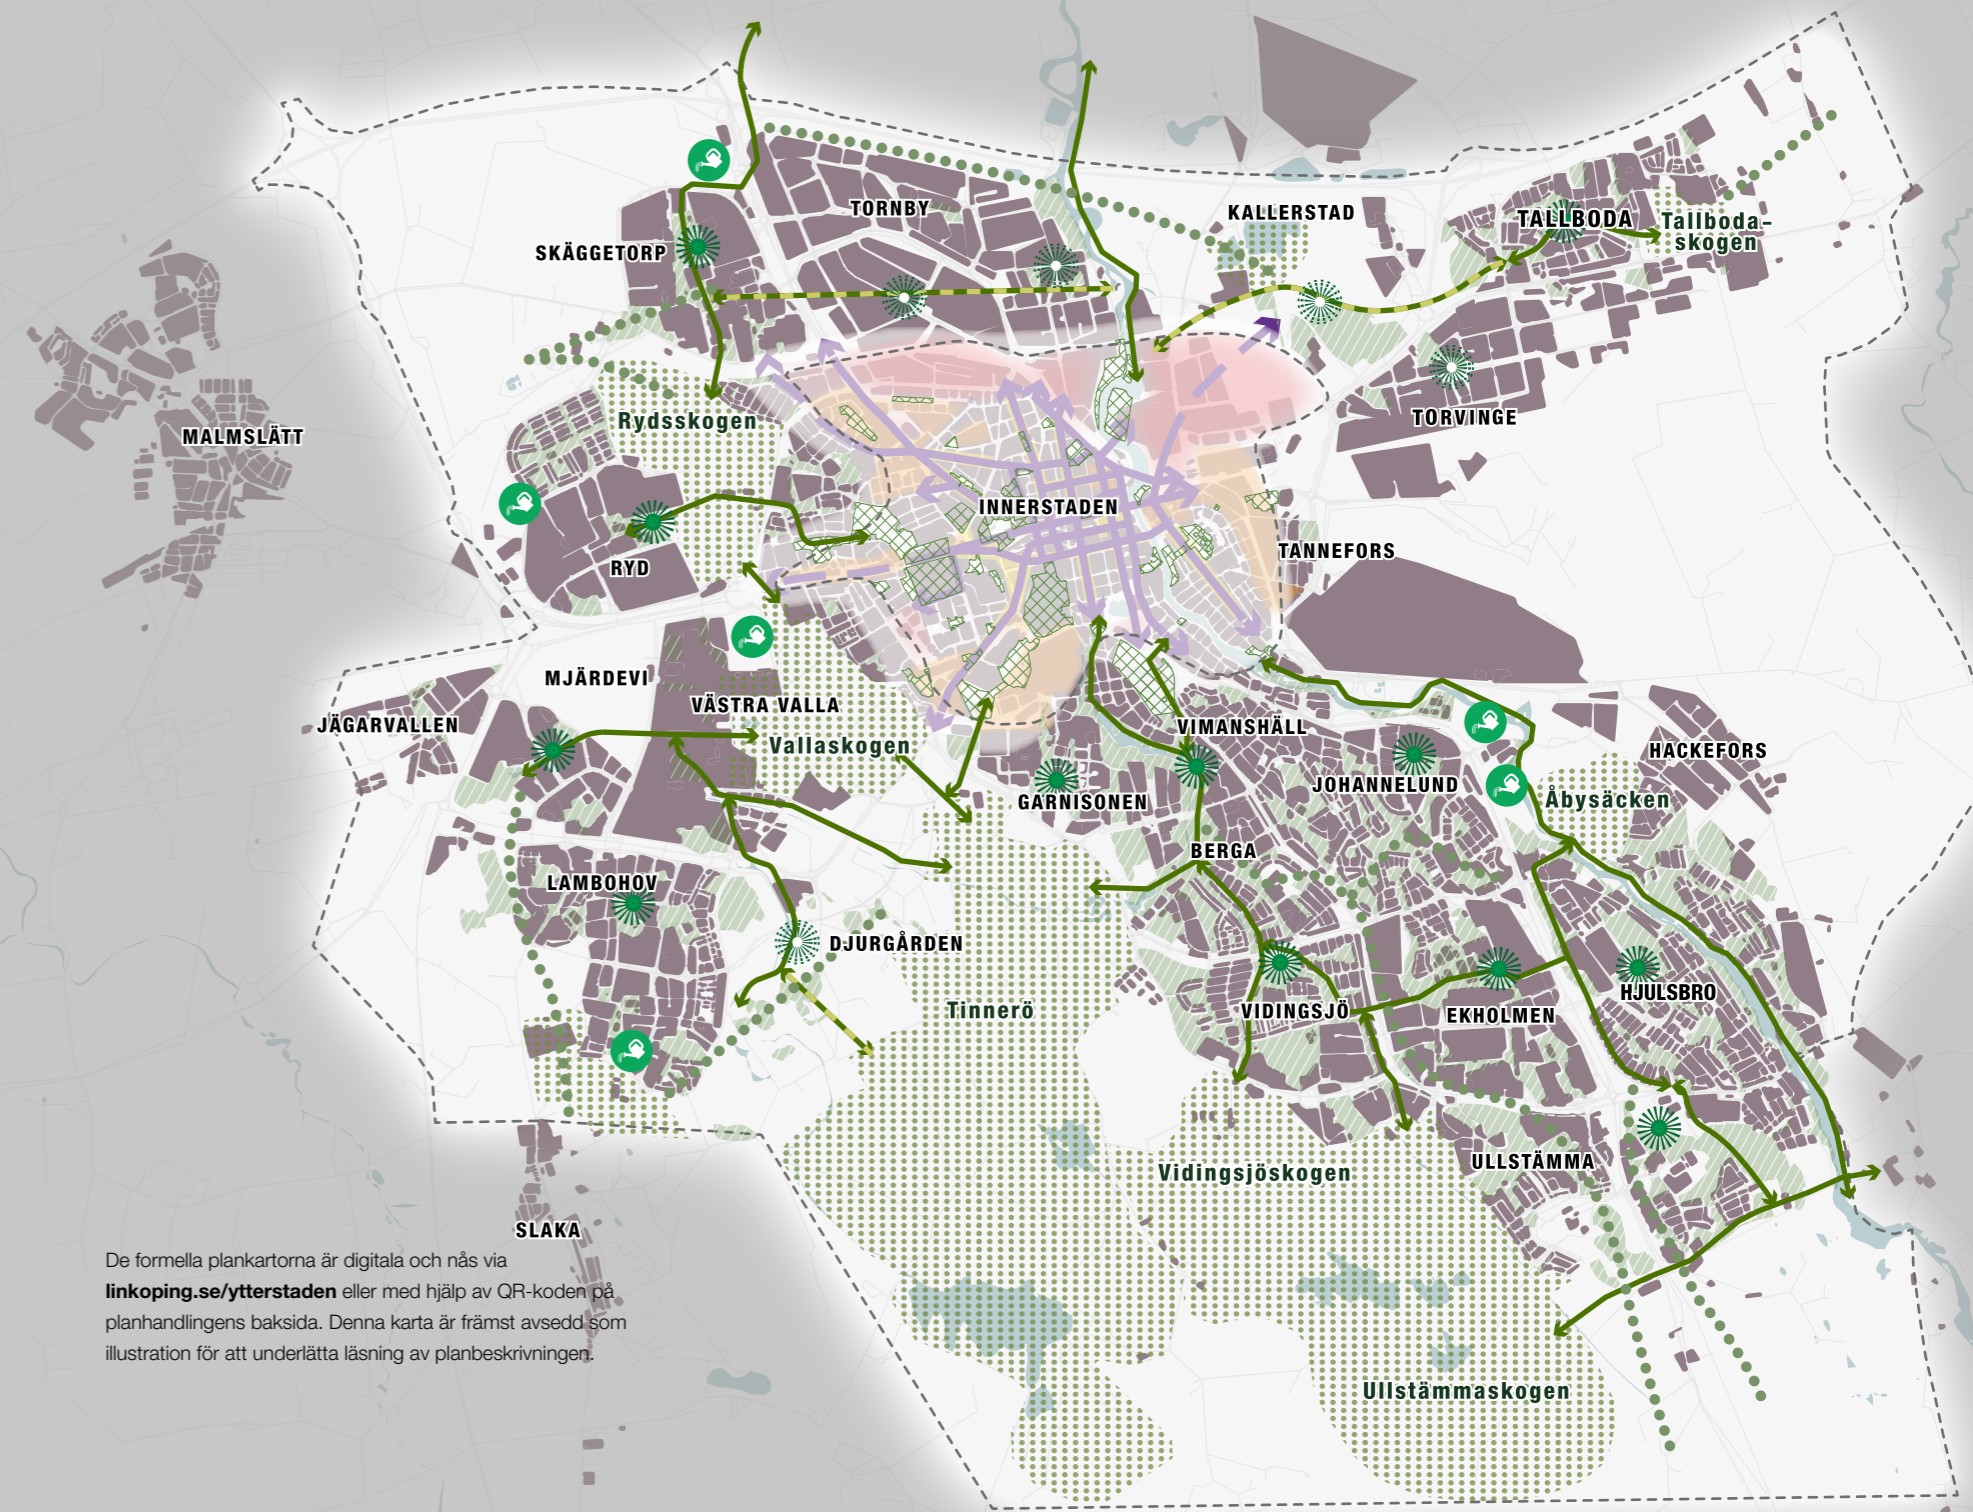 TORNBY
KALLERSTAD
TALLBODA
Tallboda-
skogen
SKÄGGETORP
MALMSLÄTT
Rydsskogen
TORVINGE
INNERSTADEN
TANNEFORS
RYD
MJÄRDEVI
VÄSTRA VALLA
JÄGARVALLEN
Vallaskogen
VIMANSHÄLL
HACKEFORS
GARNISONEN
JOHANNELUND
Åbysäcken
BERGA
LAMBOHOV
DJURGÅRDEN
Tinnerö
VIDINGSJÖ
EKHOLMEN
HJULSBRO
Vidingsjöskogen
ULLSTÄMMA
SLAKA
De formella plankartorna är digitala och nås via
linkoping.se/ytterstaden eller med hjälp av QR-koden på
planhandlingens baksida. Denna karta är främst avsedd som
illustration för att underlätta läsning av planbeskrivningen.
Ullstämmaskogen